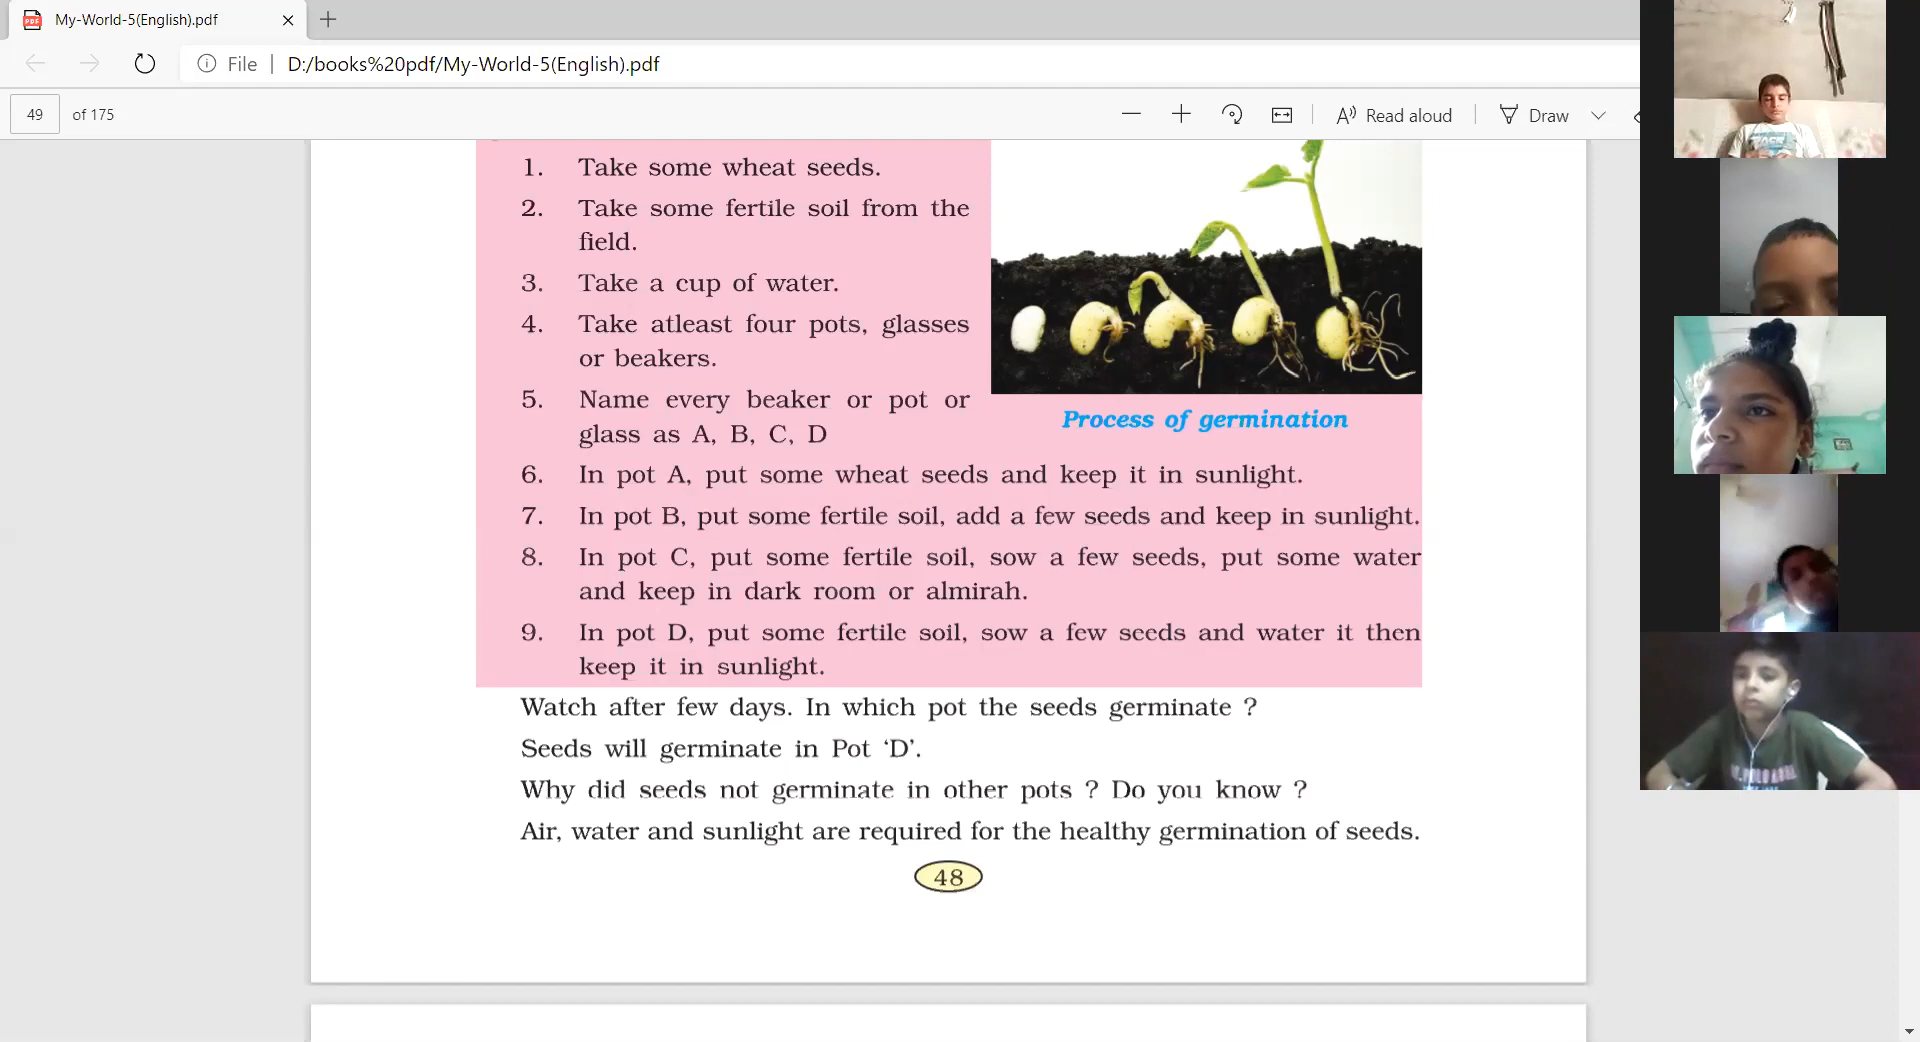 My-World-5(English).pdf
File | D:/books%20pdf/My-World-5(English).pdf
49 of 175
Read aloud
Draw
1. Take some wheat seeds.
2. Take some fertile soil from the
field.
3. Take a cup of water.
4. Take atleast four pots, glasses
or beakers.
5. Name every beaker or pot or
glass as A, B, C, D
Process of germination
6. In pot A, put some wheat seeds and keep it in sunlight.
7. In pot B, put some fertile soil, add a few seeds and keep in sunlight.
8. In pot C, put some fertile soil, sow a few seeds, put some water
and keep in dark room or almirah.
9. In pot D, put some fertile soil, sow a few seeds and water it then
keep it in sunlight.
Watch after few days. In which pot the seeds germinate ?
Seeds will germinate in Pot ‘D’.
Why did seeds not germinate in other pots ? Do you know ?
Air, water and sunlight are required for the healthy germination of seeds.
48